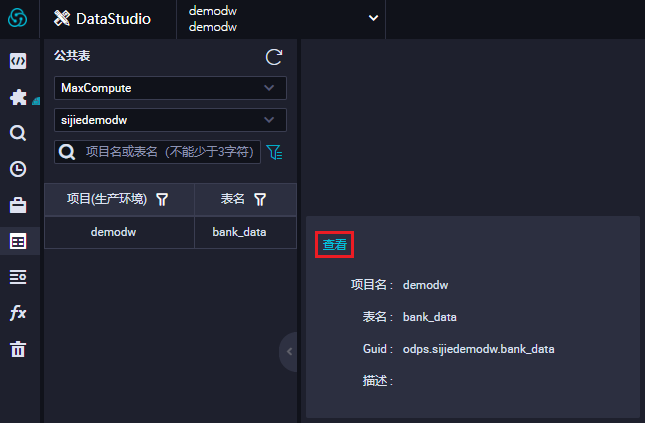 DataStudio
demodw
demodw
公共表
MaxCompute
sijiedemodw
项目名或表名（不能少于3字符）
项目(生产环境) 表名
demodw bank_data
fx
查看
项目名 : demodw
表名 : bank_data
Guid : odps.sijiedemodw.bank_data
描述 :